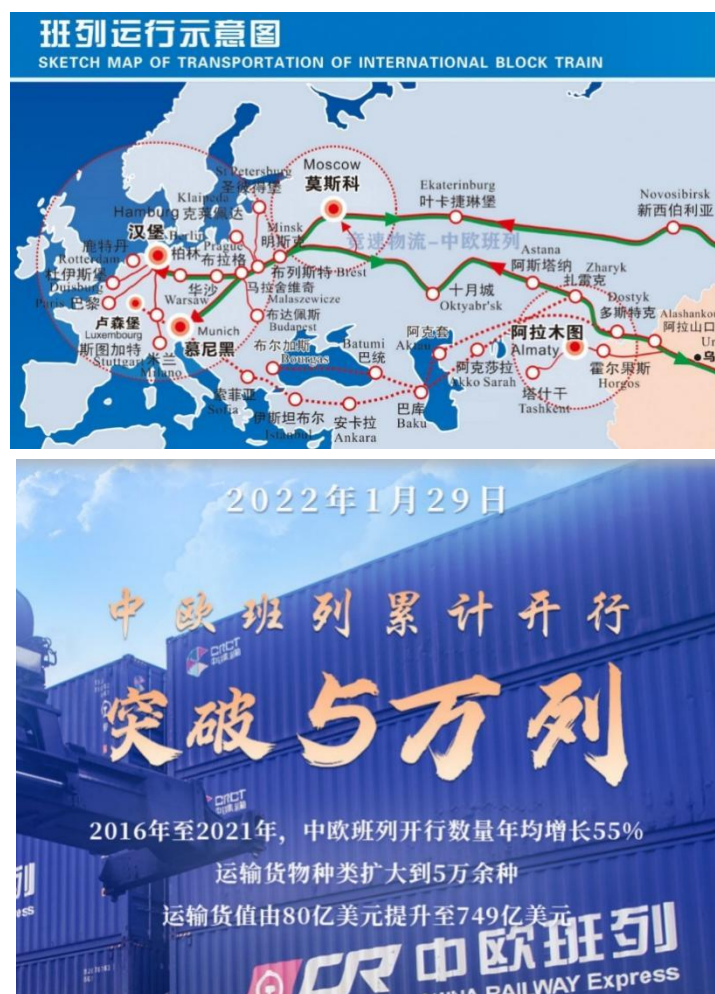 班列运行示意图
SKETCH MAP OF TRANSPORTATION OF INTERNATIONAL BLOCK TRAIN
St Petersburg
圣彼得堡
Moscow
莫斯科
Ekaterinburg
叶卡捷琳堡
Novosibirsk
新西伯利亚
Klaipeda
克莱佩达
Hamburg
汉堡
Berlin
柏林
Prague
布拉格
Minsk
明斯克
竞速物流-中欧班列
鹿特丹
Rotterdam
杜伊斯堡
Duisburg
Paris 巴黎
华沙
Warsaw
布列斯特 Brest
马拉舍维奇
Malaszewicze
Astana
阿斯塔纳
Zharyk
扎雷克
十月城
Oktyabr'sk
Dostyk
多斯特克
Alashankou
阿拉山口
卢森堡
Luxembourg
Munich
慕尼黑
布达佩斯
Budapest
斯图加特
Stuttgart
米兰
Milano
布尔加斯
Bourgas
Batumi
巴统
阿克套
Aktau
阿克莎拉
Akko Sarah
阿拉木图
Almaty
霍尔果斯
Horgos
塔什干
Tashkent
索菲亚
Sofia
伊斯坦布尔
Istanbul
安卡拉
Ankara
巴库
Baku
2022年1月29日
中欧班列累计开行
突破5万列
CRCT
CRCT
2016年至2021年，中欧班列开行数量年均增长55%
运输货物种类扩大到5万余种
运输货值由80亿美元提升至749亿美元
中欧班列
RAILWAY Express